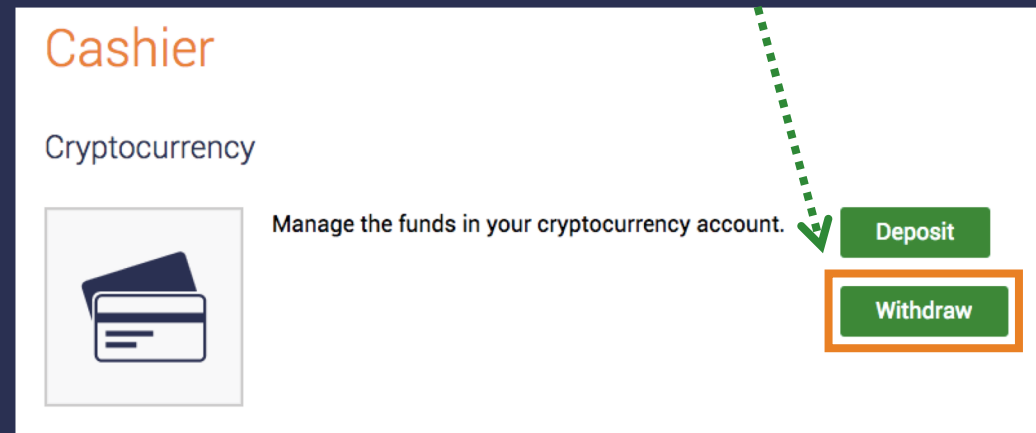 Cashier
Cryptocurrency
Manage the funds in your cryptocurrency account.
Deposit
Withdraw